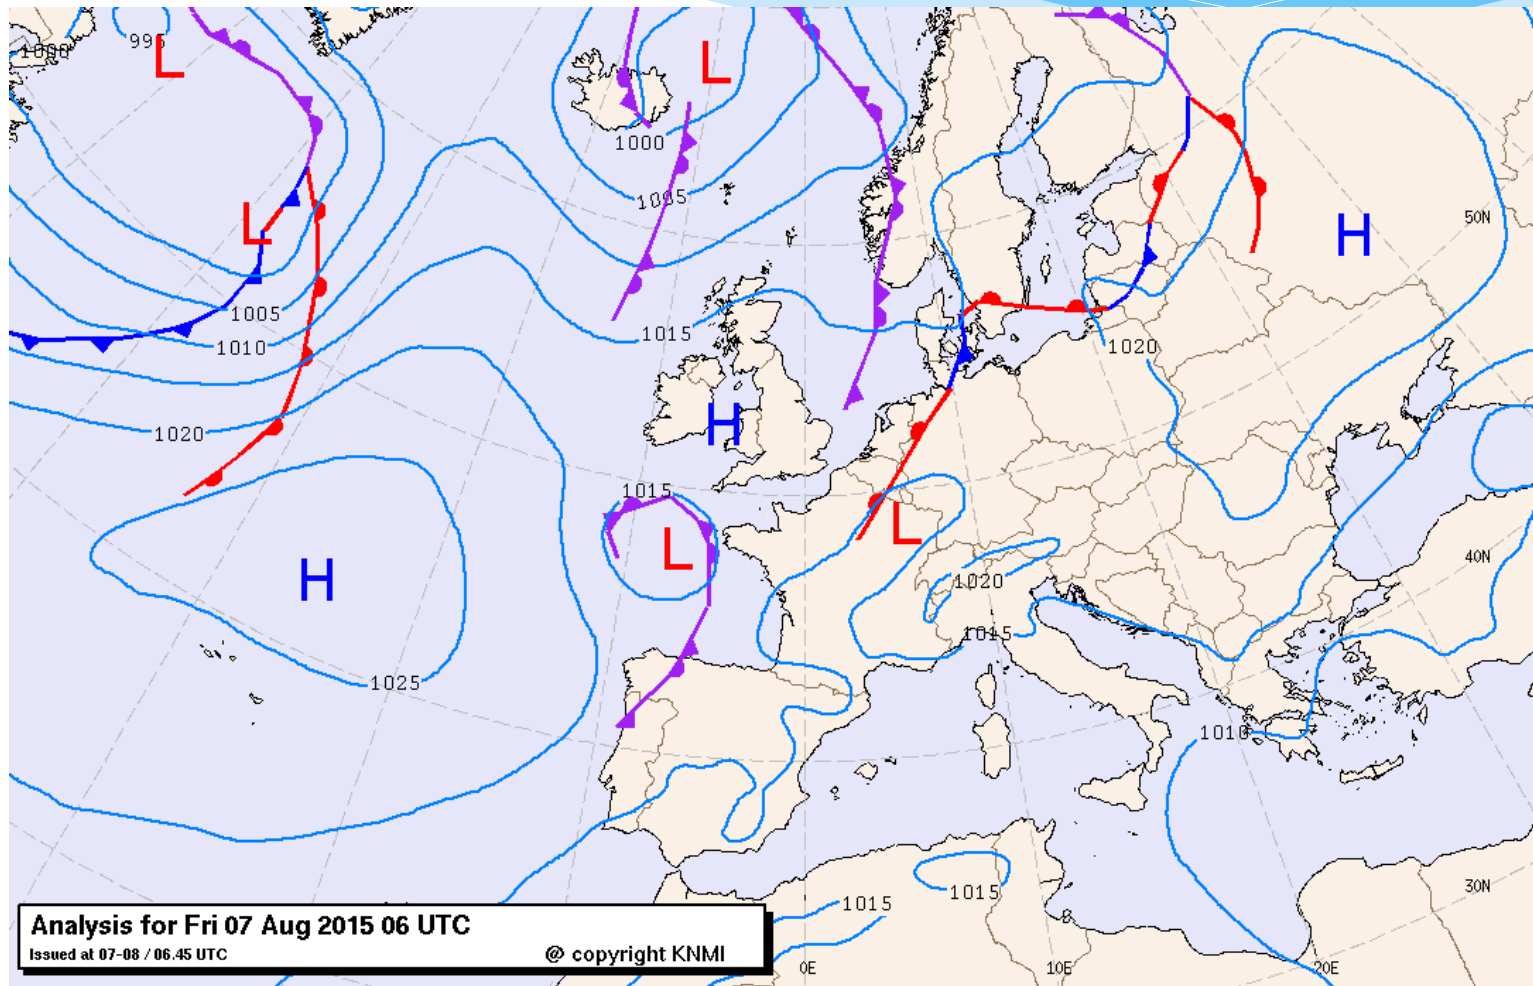 995
L
1000
L
1000
1005
L
50N
H
1005
1015
1010
1020
H
1020
1015
L
L
40N
H
1020
1015
1025
1010
30N
1015
1015
Analysis for Fri 07 Aug 2015 06 UTC
Issued at 07-08 / 06.45 UTC
@ copyright KNMI
0E
10E
20E